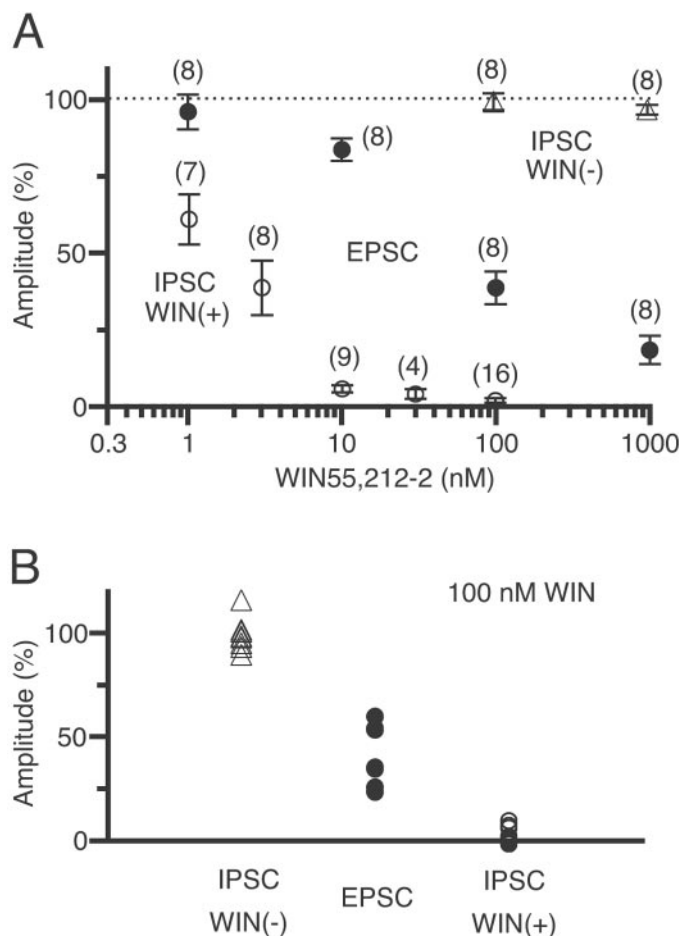 A
(8)
(8)
(8)
100
(8)
IPSC
WIN(-)
(7)
(8)
EPSC
(8)
50
IPSC
WIN(+)
(8)
(9)
(4)
(16)
0
0.3
1
10
100
1000
Amplitude (%)
WIN55,212-2 (nM)
B
100 nM WIN
100
50
0
Amplitude (%)
IPSC
WIN(-)
EPSC
IPSC
WIN(+)